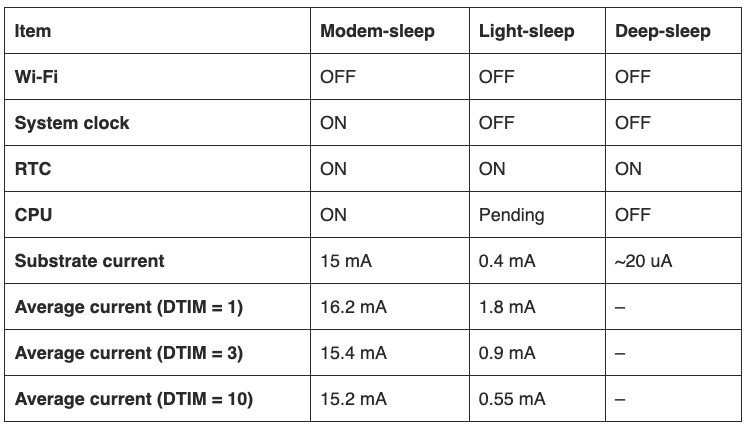 Item Modem-sleep Light-sleep Deep-sleep
Wi-Fi OFF OFF OFF
System clock ON OFF OFF
RTC ON ON ON
CPU ON Pending OFF
Substrate current 15 mA 0.4 mA ~20 uA
Average current (DTIM = 1) 16.2 mA 1.8 mA –
Average current (DTIM = 3) 15.4 mA 0.9 mA –
Average current (DTIM = 10) 15.2 mA 0.55 mA –